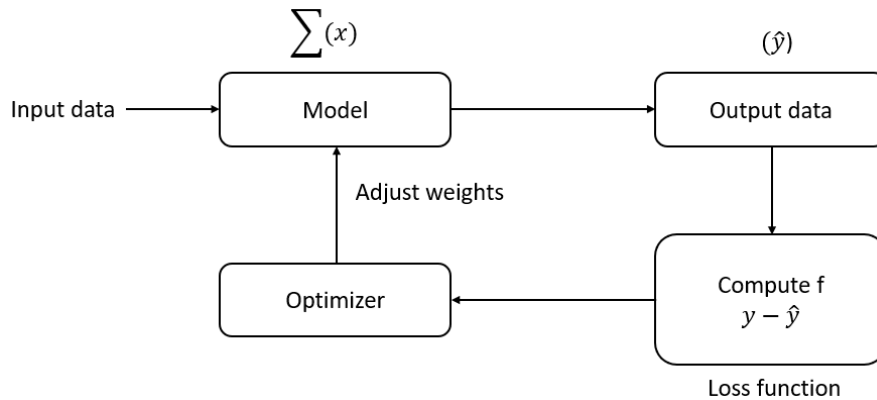 ∑(x)
(ŷ)
Input data
Model
Output data
Adjust weights
Optimizer
Compute f
y − ŷ
Loss function